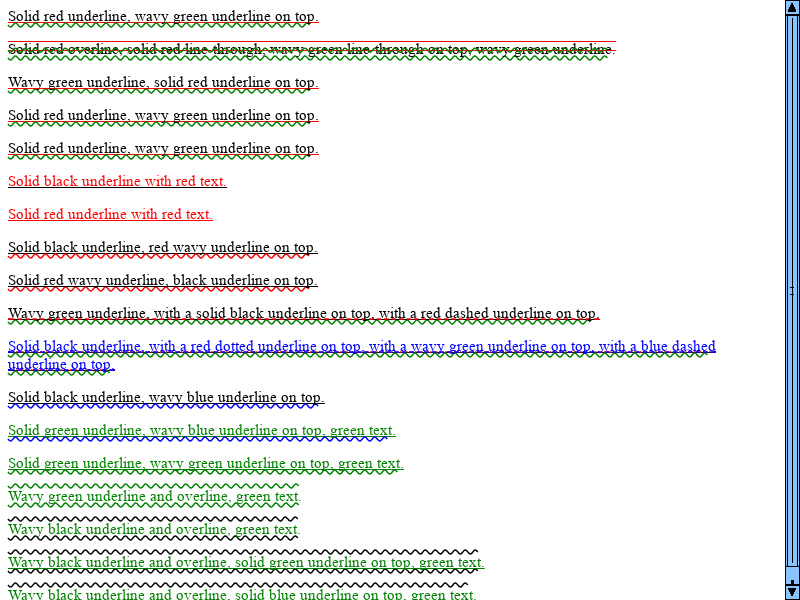 Solid red underline, wavy green underline on top.
Solid red overline, solid red line through, wavy green line through on top, wavy green underline.
Wavy green underline, solid red underline on top.
Solid red underline, wavy green underline on top.
Solid red underline, wavy green underline on top.
Solid black underline with red text.
Solid red underline with red text.
Solid black underline, red wavy underline on top.
Solid red wavy underline, black underline on top.
Wavy green underline, with a solid black underline on top, with a red dashed underline on top.
Solid black underline, with a red dotted underline on top, with a wavy green underline on top, with a blue dashed
underline on top.
Solid black underline, wavy blue underline on top.
Solid green underline, wavy blue underline on top, green text.
Solid green underline, wavy green underline on top, green text.
Wavy green underline and overline, green text.
Wavy black underline and overline, green text.
Wavy black underline and overline, solid green underline on top, green text.
Wavy black underline and overline, solid blue underline on top, green text.